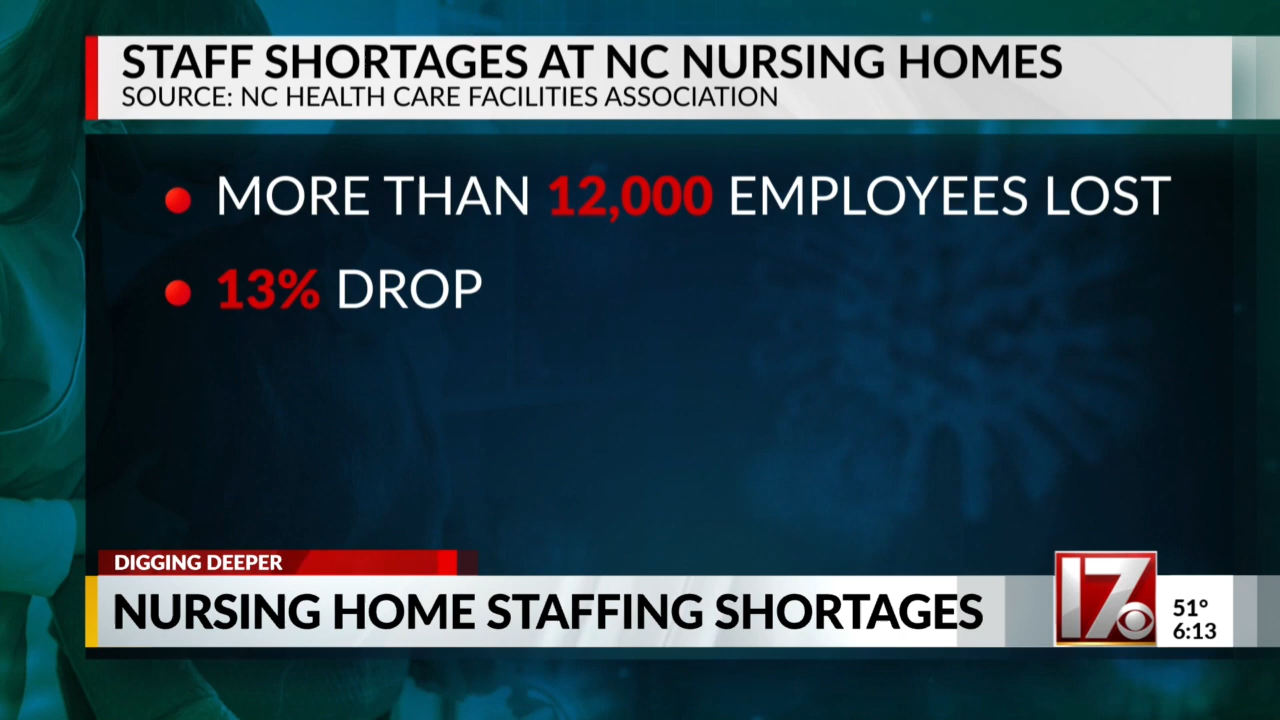 STAFF SHORTAGES AT NC NURSING HOMES
SOURCE: NC HEALTH CARE FACILITIES ASSOCIATION
MORE THAN 12,000 EMPLOYEES LOST
13% DROP
DIGGING DEEPER
NURSING HOME STAFFING SHORTAGES
17
51°
6:13